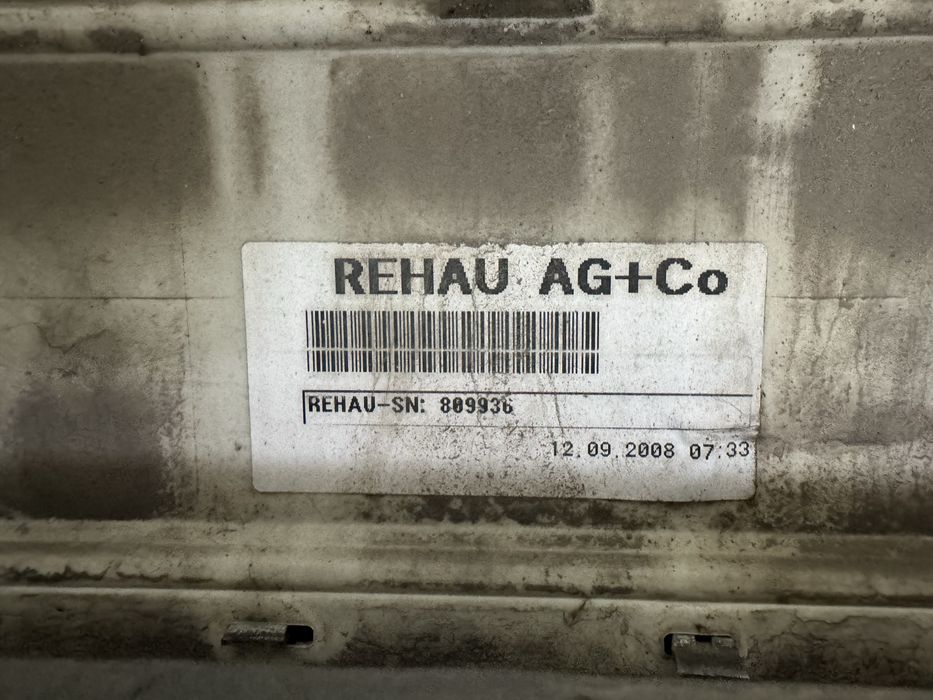 REHAU AG+Co
REHAU-SN: 809936
12.09.2008 07:33